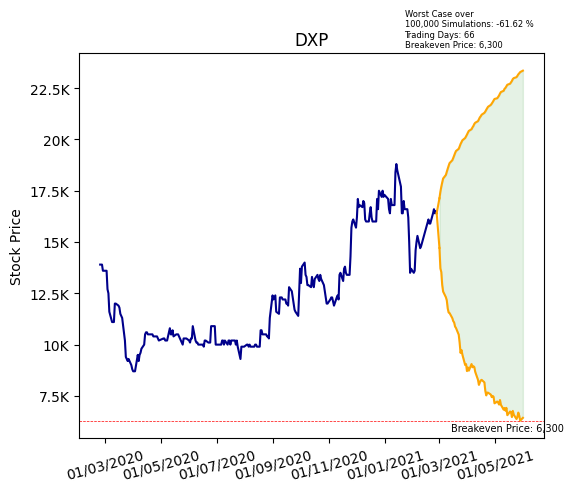 Worst Case over
100,000 Simulations: -61.62 %
Trading Days: 66
Breakeven Price: 6,300
DXP
Stock Price
22.5K
20K
17.5K
15K
12.5K
10K
7.5K
Breakeven Price: 6,300
01/03/2020
01/05/2020
01/07/2020
01/09/2020
01/11/2020
01/01/2021
01/03/2021
01/05/2021